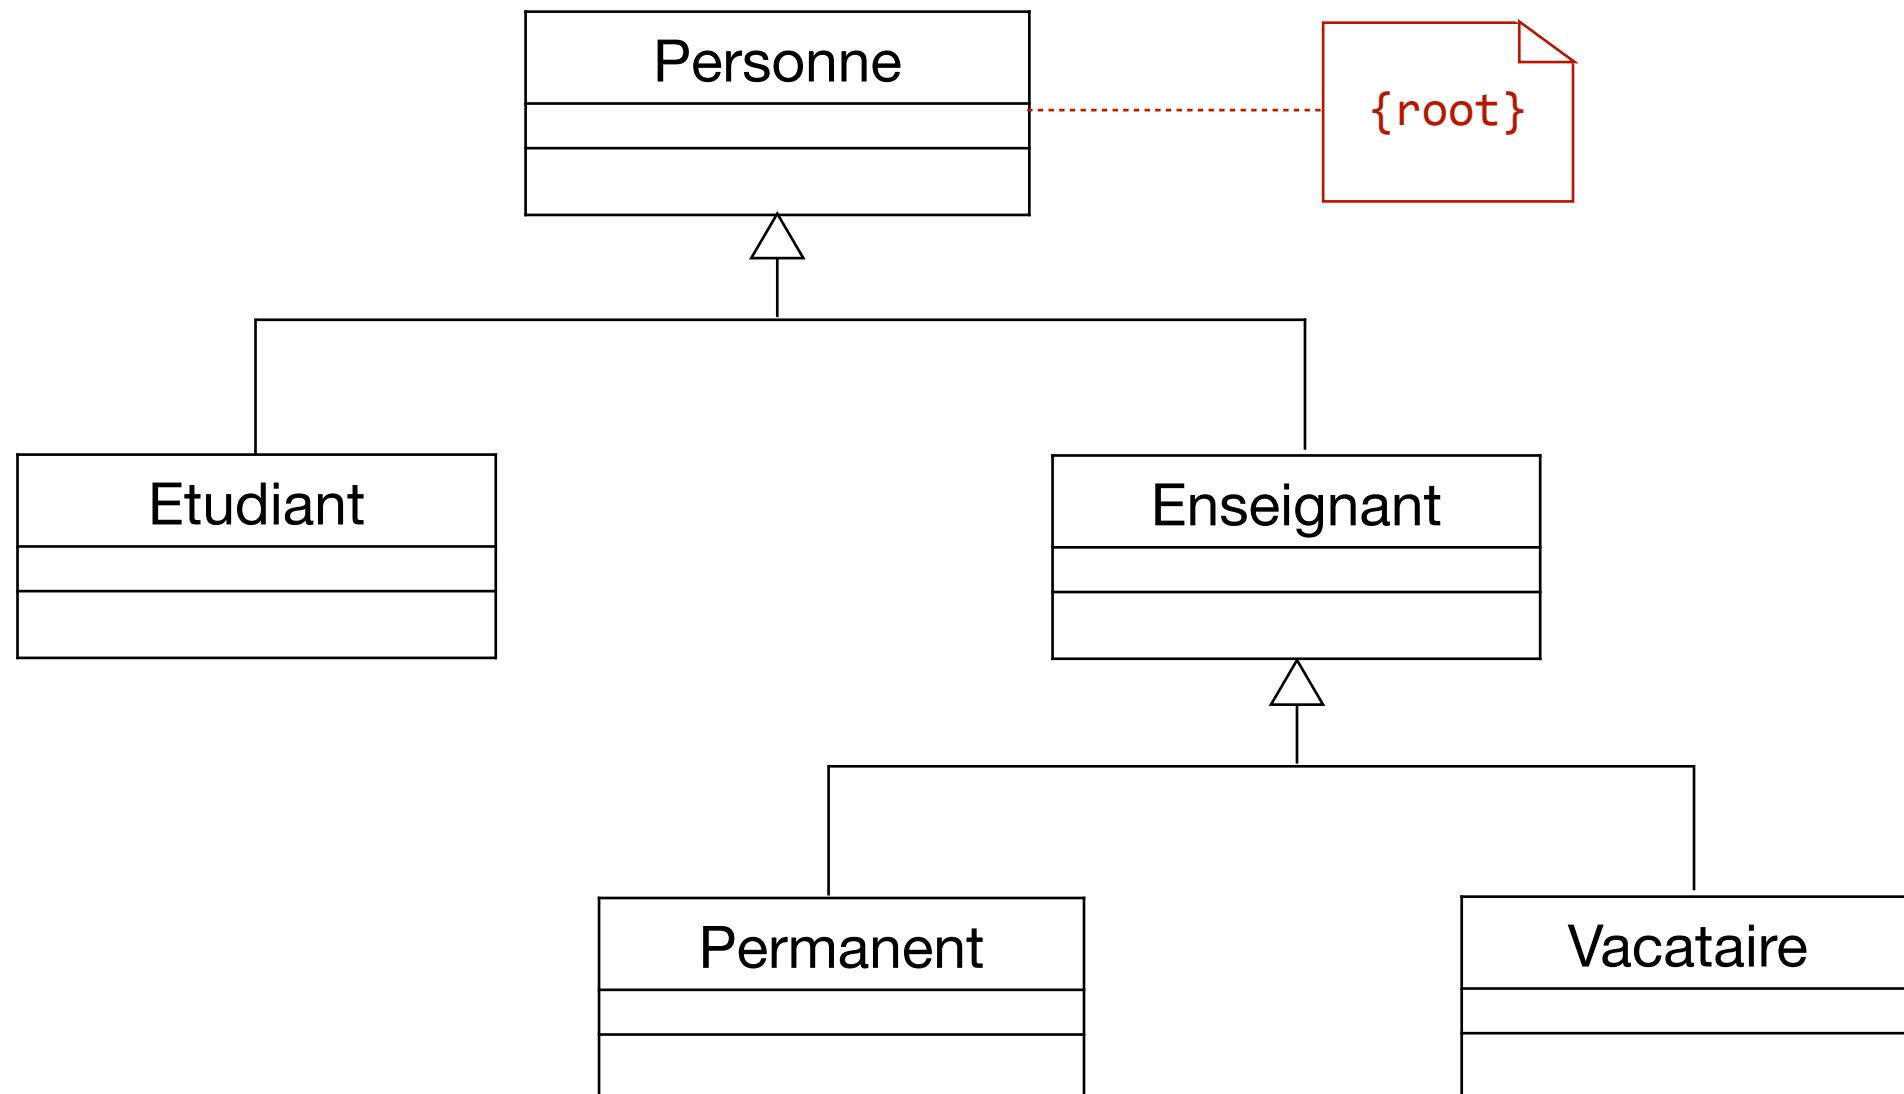 Personne
{root}
Etudiant
Enseignant
Permanent
Vacataire